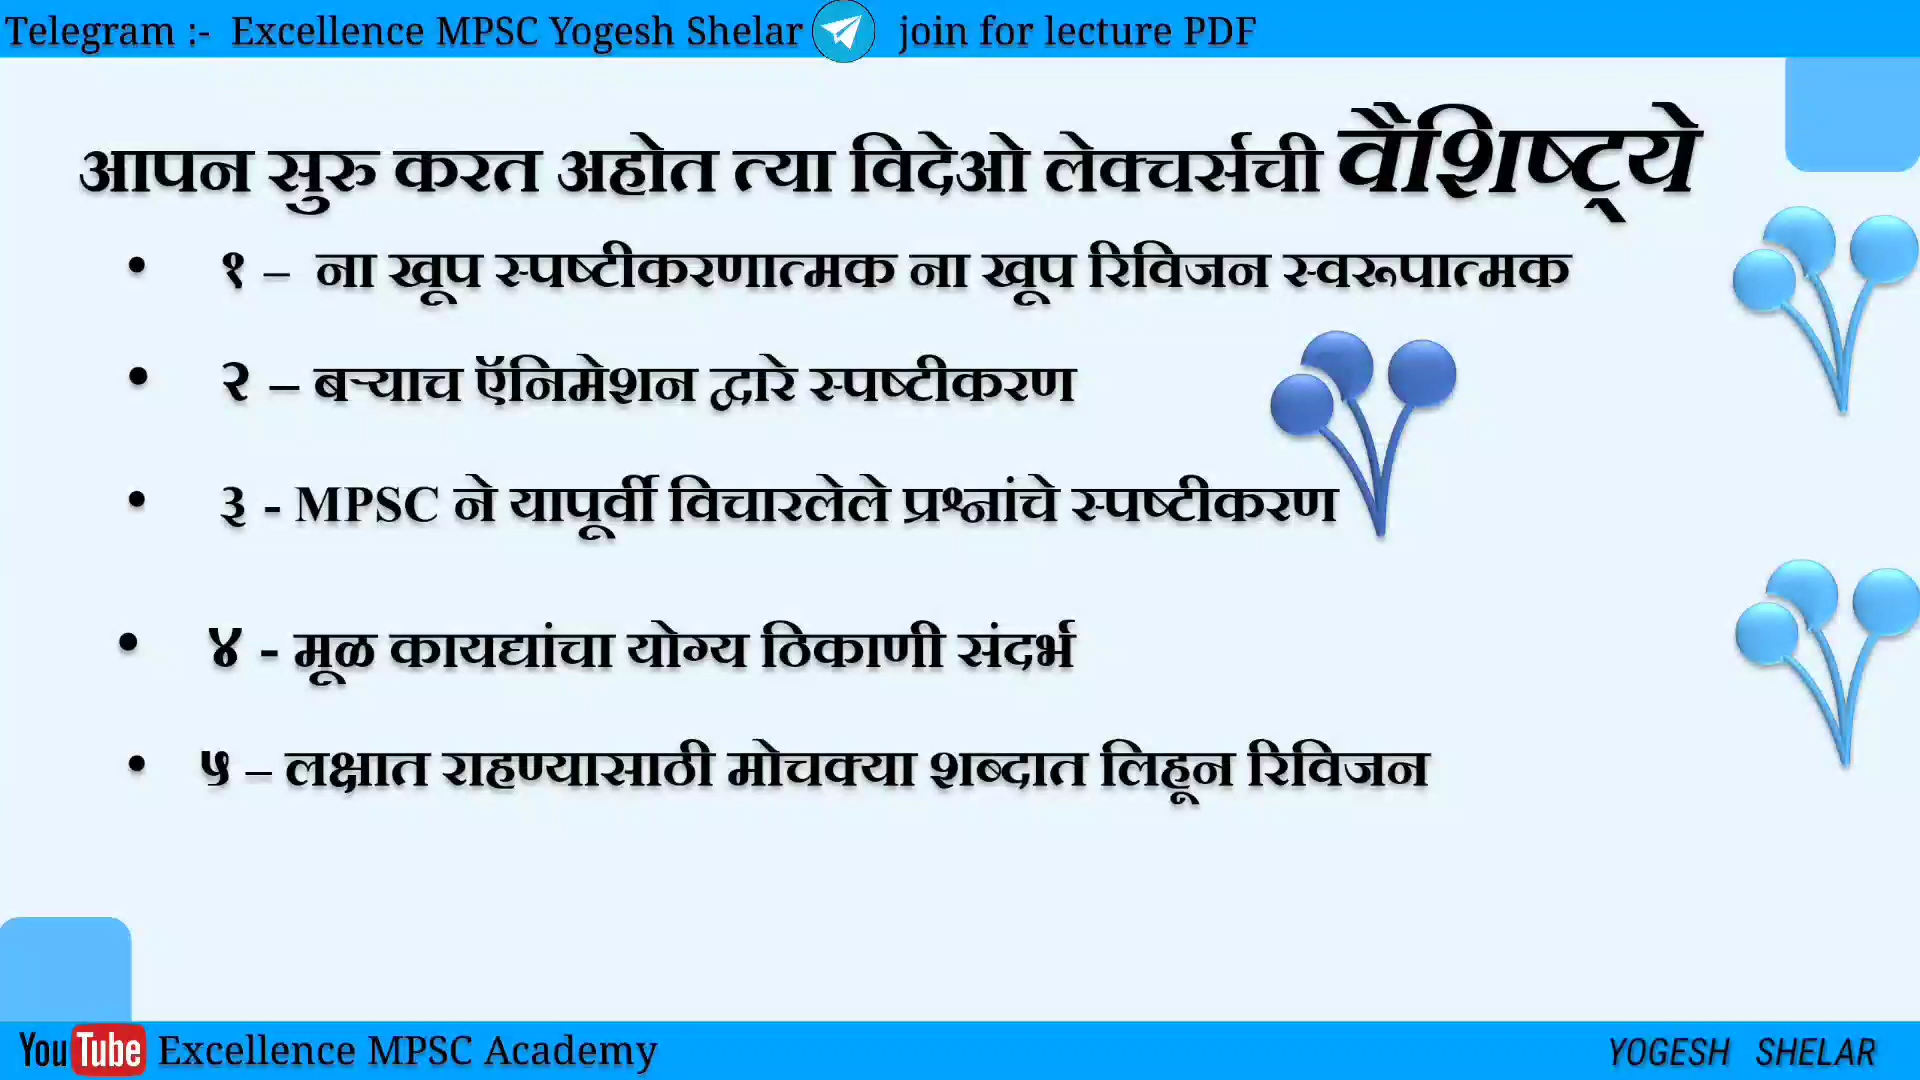 Telegram :- Excellence MPSC Yogesh Shelar join for lecture PDF
आपन सुरु करत अहोत त्या विदेओ लेक्चर्सची वैशिष्ट्ये
• १ – ना खूप स्पष्टीकरणात्मक ना खूप रिविजन स्वरूपात्मक
• २ – बऱ्याच ऍनिमेशन द्वारे स्पष्टीकरण
• ३ - MPSC ने यापूर्वी विचारलेले प्रश्नांचे स्पष्टीकरण
• ४ - मूळ कायद्यांचा योग्य ठिकाणी संदर्भ
• ५ – लक्षात राहण्यासाठी मोचक्या शब्दात लिहून रिविजन
YouTube Excellence MPSC Academy YOGESH SHELAR